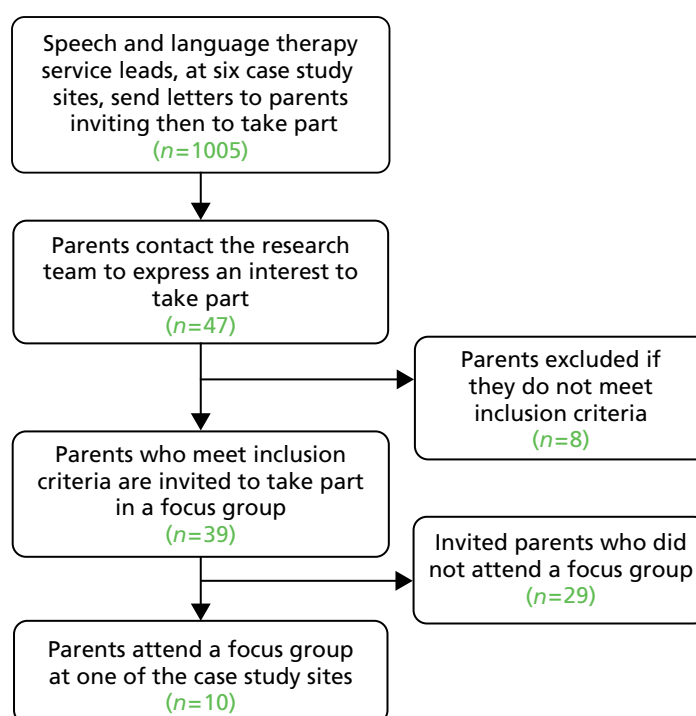 Speech and language therapy
service leads, at six case study
sites, send letters to parents
inviting then to take part
(n=1005)
Parents contact the research
team to express an interest to
take part
(n=47)
Parents excluded if
they do not meet
inclusion criteria
(n=8)
Parents who meet inclusion
criteria are invited to take part
in a focus group
(n=39)
Invited parents who did
not attend a focus group
(n=29)
Parents attend a focus group
at one of the case study sites
(n=10)